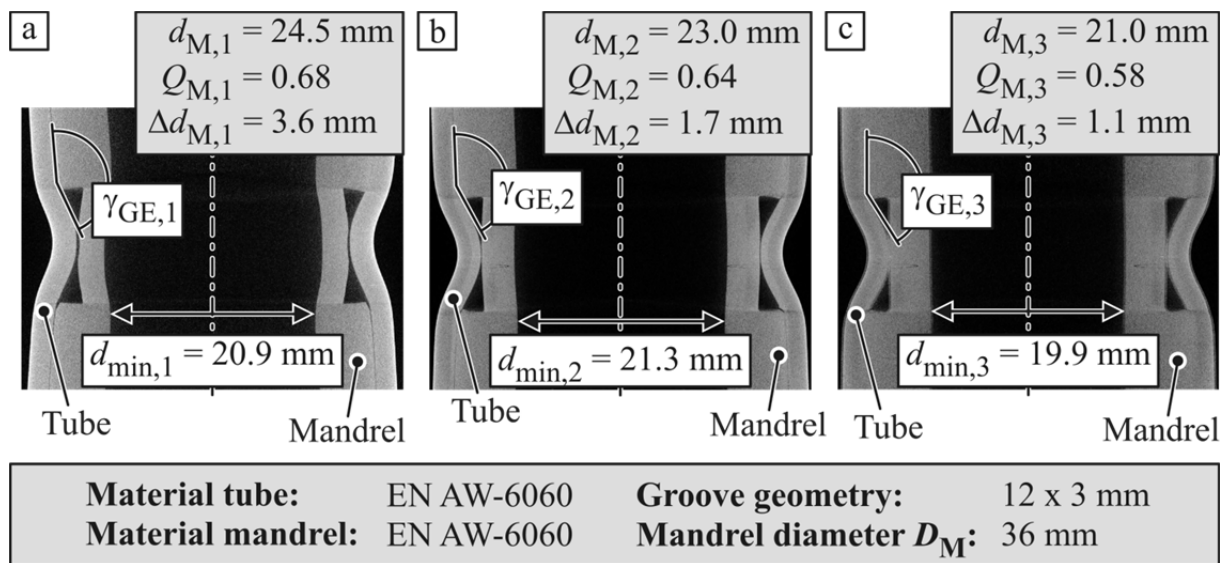 a
d_M,1 = 24.5 mm
Q_M,1 = 0.68
Δd_M,1 = 3.6 mm
γ_GE,1
d_min,1 = 20.9 mm
Tube
Mandrel
b
d_M,2 = 23.0 mm
Q_M,2 = 0.64
Δd_M,2 = 1.7 mm
γ_GE,2
d_min,2 = 21.3 mm
Tube
Mandrel
c
d_M,3 = 21.0 mm
Q_M,3 = 0.58
Δd_M,3 = 1.1 mm
γ_GE,3
d_min,3 = 19.9 mm
Tube
Mandrel
Material tube: EN AW-6060 Groove geometry: 12 x 3 mm
Material mandrel: EN AW-6060 Mandrel diameter D_M: 36 mm